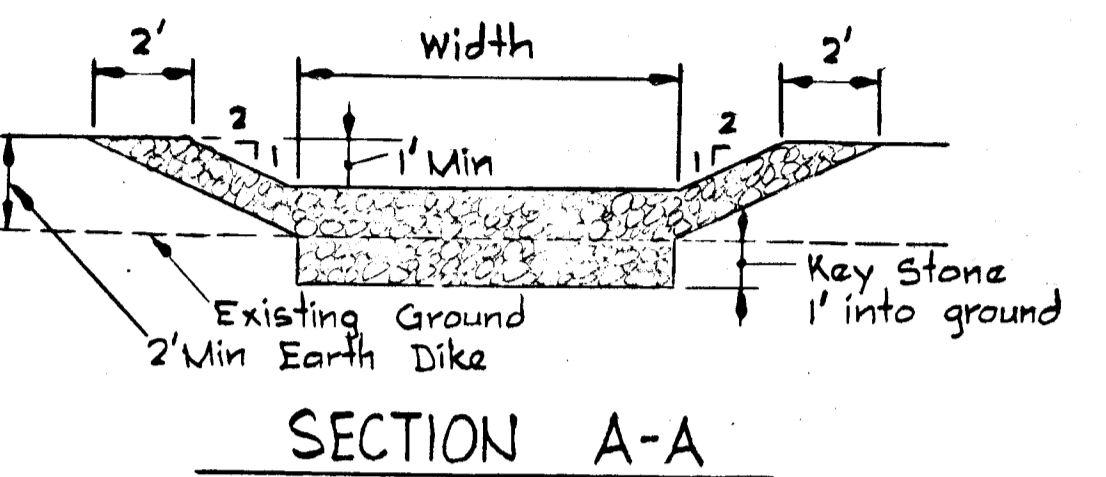 2' Width 2'
2 2
1 1' Min 1
Key Stone
1' into ground
Existing Ground
2' Min Earth Dike
SECTION A-A